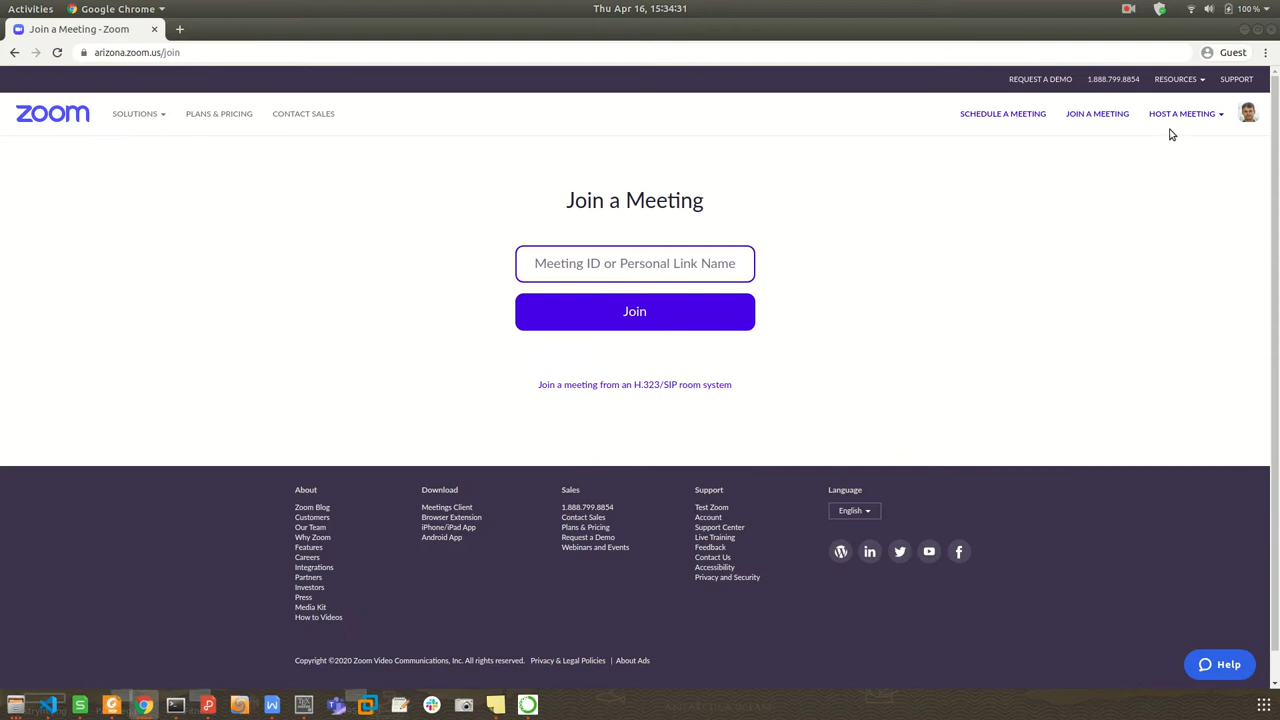 Activities Google Chrome Thu Apr 16, 15:34:31 100%
Join a Meeting - Zoom
arizona.zoom.us/join Guest
REQUEST A DEMO 1.888.799.8854 RESOURCES SUPPORT
zoom SOLUTIONS PLANS & PRICING CONTACT SALES SCHEDULE A MEETING JOIN A MEETING HOST A MEETING
Join a Meeting
Meeting ID or Personal Link Name
Join
Join a meeting from an H.323/SIP room system
About
Zoom Blog
Customers
Our Team
Why Zoom
Features
Careers
Integrations
Partners
Investors
Press
Media Kit
How to Videos
Download
Meetings Client
Browser Extension
iPhone/iPad App
Android App
Sales
1.888.799.8854
Contact Sales
Plans & Pricing
Request a Demo
Webinars and Events
Support
Test Zoom
Account
Support Center
Live Training
Feedback
Contact Us
Accessibility
Privacy and Security
Language
English
Copyright ©2020 Zoom Video Communications, Inc. All rights reserved. Privacy & Legal Policies | About Ads
Help